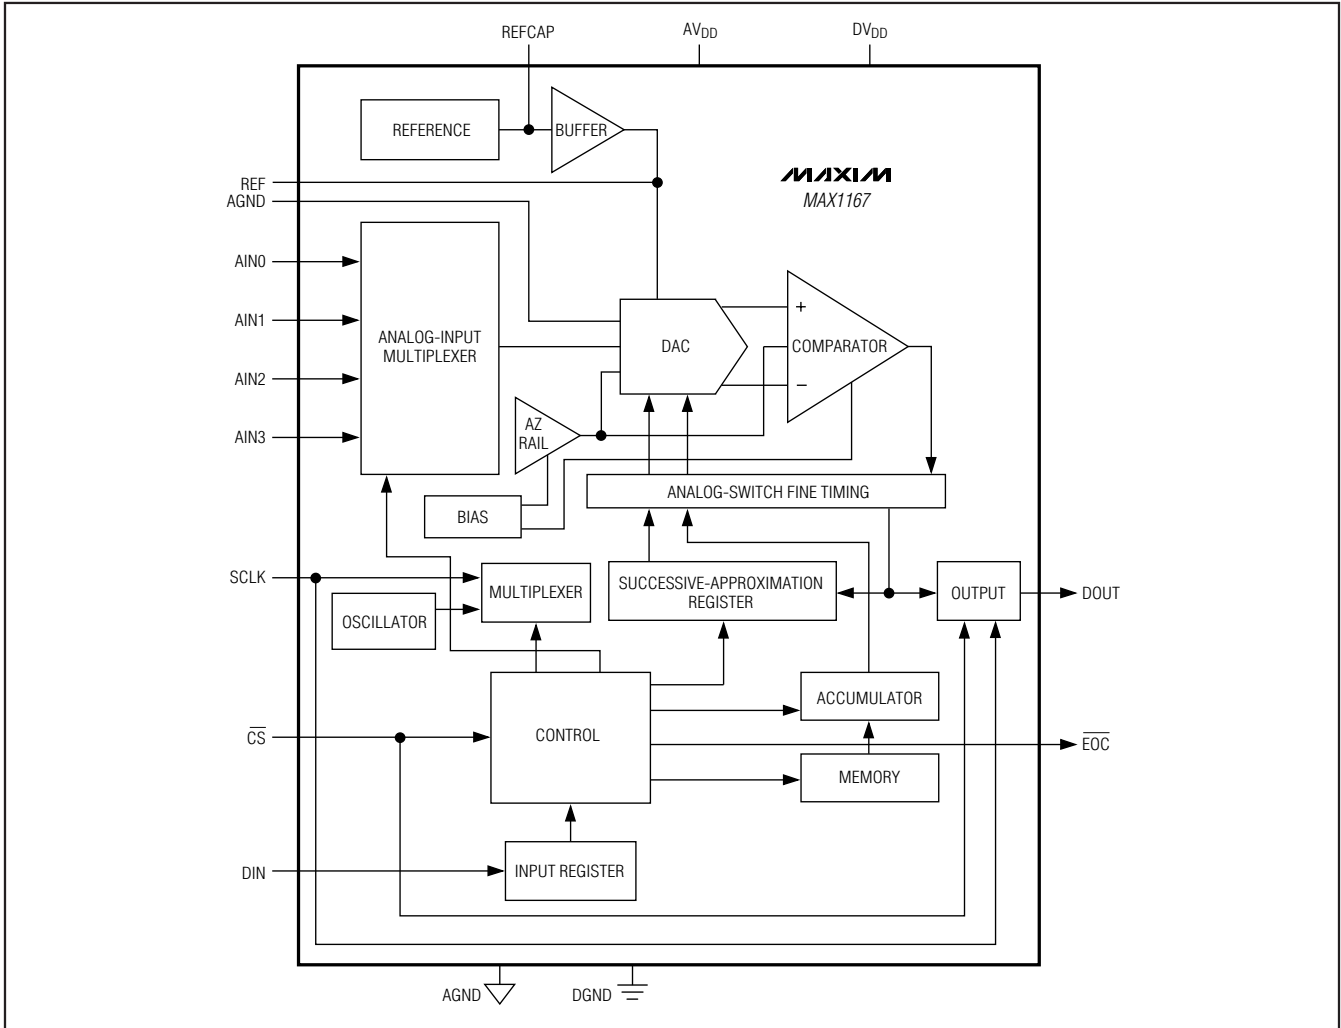 REFCAP
AVDD
DVDD
REFERENCE
BUFFER
MAXIM
MAX1167
REF
AGND
AIN0
AIN1
AIN2
AIN3
ANALOG-INPUT
MULTIPLEXER
DAC
+
COMPARATOR
−
AZ
RAIL
ANALOG-SWITCH FINE TIMING
BIAS
SCLK
MULTIPLEXER
OSCILLATOR
SUCCESSIVE-APPROXIMATION
REGISTER
OUTPUT
DOUT
ACCUMULATOR
CS
CONTROL
EOC
MEMORY
DIN
INPUT REGISTER
AGND
DGND